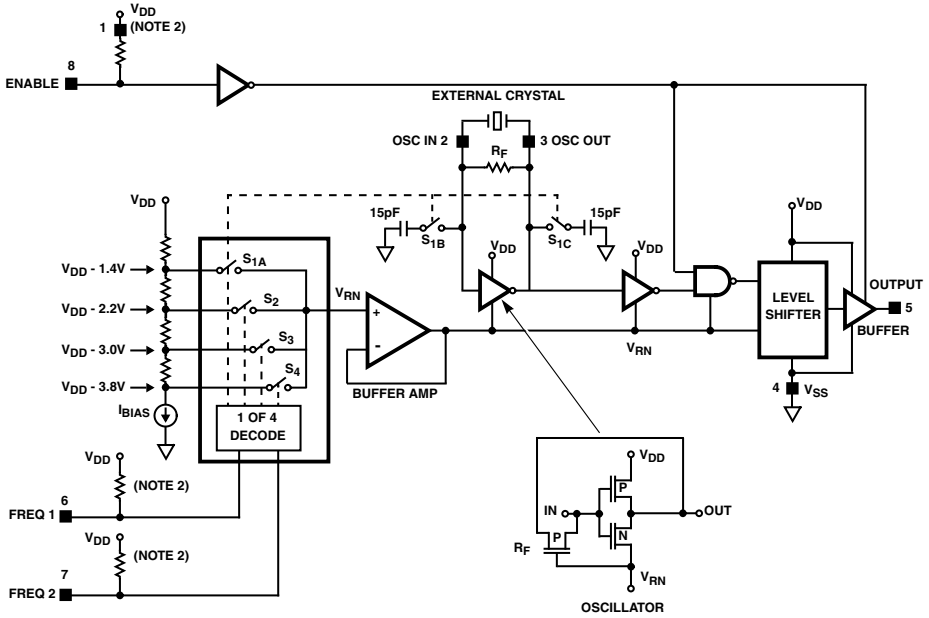 VDD
1 (NOTE 2)
8
ENABLE
EXTERNAL CRYSTAL
OSC IN 2
3 OSC OUT
RF
VDD
15pF
S1B
S1C
15pF
VDD
VDD
VDD
VDD - 1.4V
VDD - 2.2V
VDD - 3.0V
VDD - 3.8V
IBIAS
S1A
S2
S3
S4
1 OF 4
DECODE
VRN
+
-
BUFFER AMP
VRN
LEVEL
SHIFTER
OUTPUT
5
BUFFER
4
VSS
VDD
(NOTE 2)
6
FREQ 1
VDD
(NOTE 2)
7
FREQ 2
VDD
P
IN
OUT
N
P
RF
VRN
OSCILLATOR